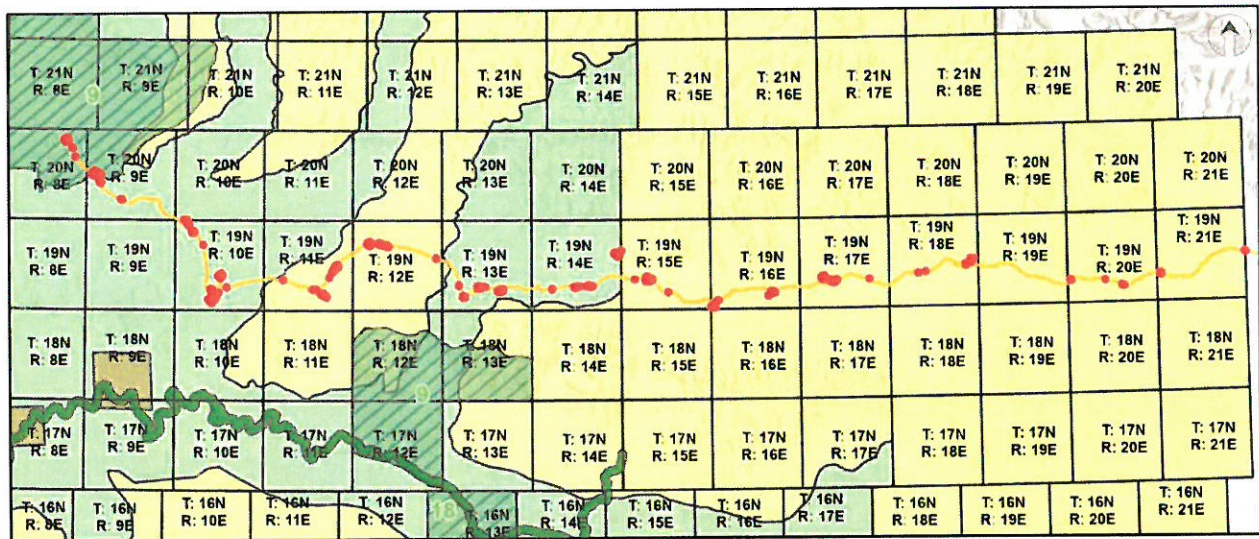 T: 21N T: 21N T: 21N T: 21N T: 21N T: 21N T: 21N T: 21N T: 21N T: 21N T: 21N T: 21N T: 21N
R: 8E R: 9E R: 10E R: 11E R: 12E R: 13E R: 14E R: 15E R: 16E R: 17E R: 18E R: 19E R: 20E
9
T: 20N T: 20N T: 20N T: 20N T: 20N T: 20N T: 20N T: 20N T: 20N T: 20N T: 20N T: 20N T: 20N T: 20N
R: 8E R: 9E R: 10E R: 11E R: 12E R: 13E R: 14E R: 15E R: 16E R: 17E R: 18E R: 19E R: 20E R: 21E
T: 19N T: 19N T: 19N T: 19N T: 19N T: 19N T: 19N T: 19N T: 19N T: 19N T: 19N T: 19N T: 19N T: 19N
R: 8E R: 9E R: 10E R: 11E R: 12E R: 13E R: 14E R: 15E R: 16E R: 17E R: 18E R: 19E R: 20E R: 21E
T: 18N T: 18N T: 18N T: 18N T: 18N T: 18N T: 18N T: 18N T: 18N T: 18N T: 18N T: 18N T: 18N T: 18N
R: 8E R: 9E R: 10E R: 11E R: 12E R: 13E R: 14E R: 15E R: 16E R: 17E R: 18E R: 19E R: 20E R: 21E
9
T: 17N T: 17N T: 17N T: 17N T: 17N T: 17N T: 17N T: 17N T: 17N T: 17N T: 17N T: 17N T: 17N T: 17N
R: 8E R: 9E R: 10E R: 11E R: 12E R: 13E R: 14E R: 15E R: 16E R: 17E R: 18E R: 19E R: 20E R: 21E
T: 16N T: 16N T: 16N T: 16N T: 16N T: 16N T: 16N T: 16N T: 16N T: 16N T: 16N T: 16N T: 16N T: 16N
R: 8E R: 9E R: 10E R: 11E R: 12E R: 13E R: 14E R: 15E R: 16E R: 17E R: 18E R: 19E R: 20E R: 21E
18